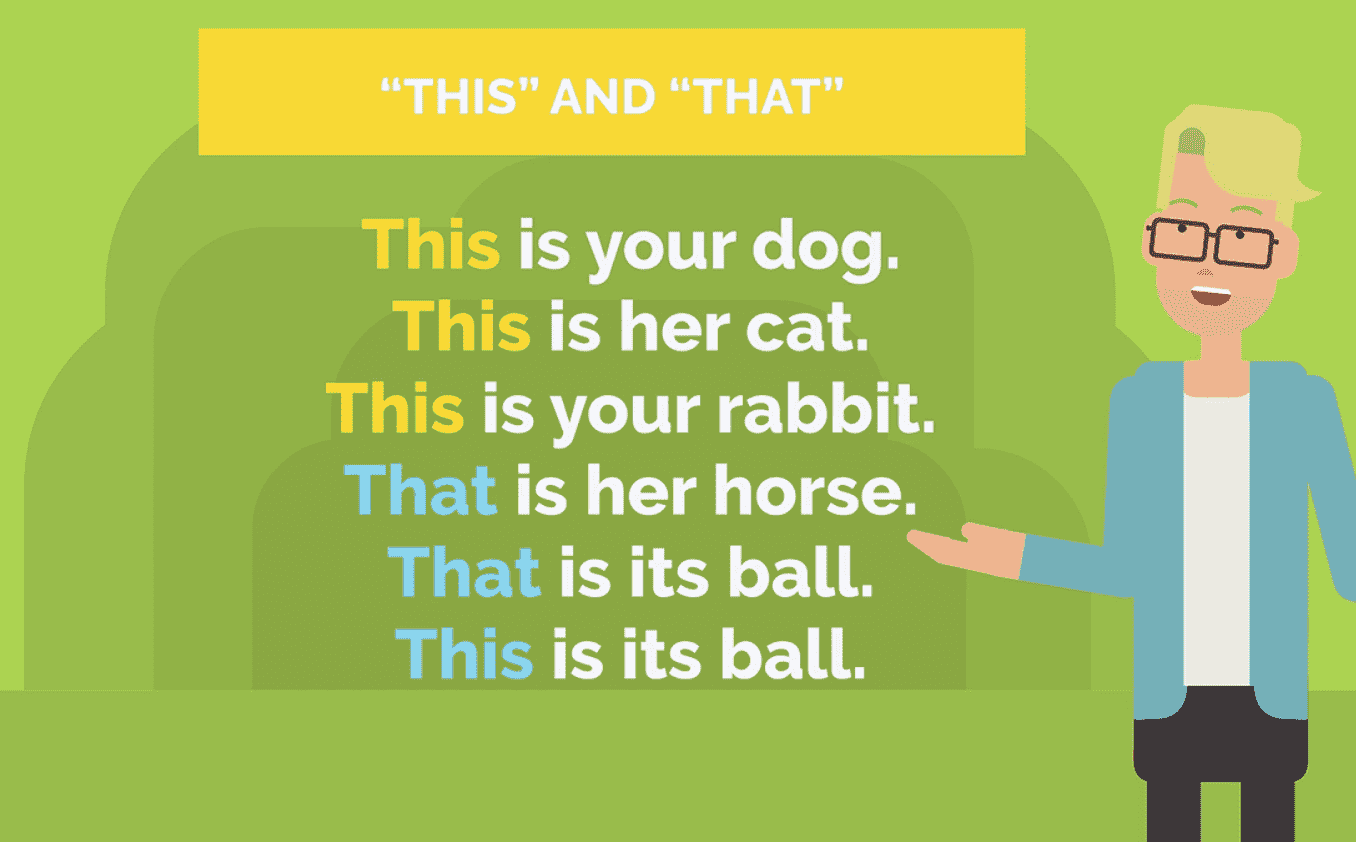 “THIS” AND “THAT”
This is your dog.
This is her cat.
This is your rabbit.
That is her horse.
That is its ball.
This is its ball.